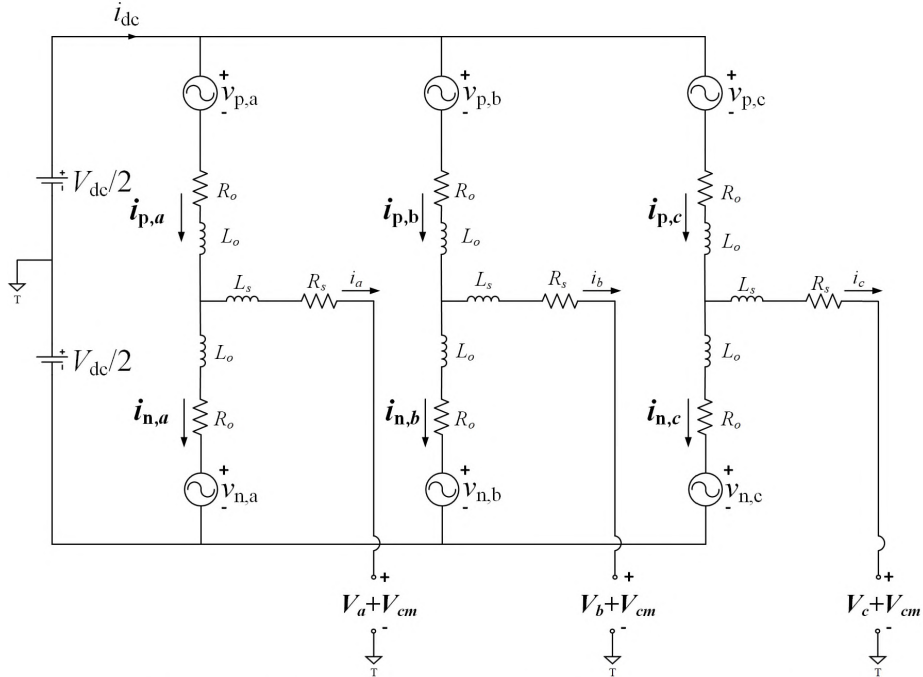 i_dc
+ + +
v_p,a v_p,b v_p,c
- - -
+ V_dc/2 -
R_o R_o R_o
i_p,a i_p,b i_p,c
L_o L_o L_o
T
L_s R_s i_a L_s R_s i_b L_s R_s i_c
+ V_dc/2 -
L_o L_o L_o
i_n,a i_n,b i_n,c
R_o R_o R_o
+ + +
v_n,a v_n,b v_n,c
- - -
+ + +
V_a+V_cm V_b+V_cm V_c+V_cm
- - -
T T T